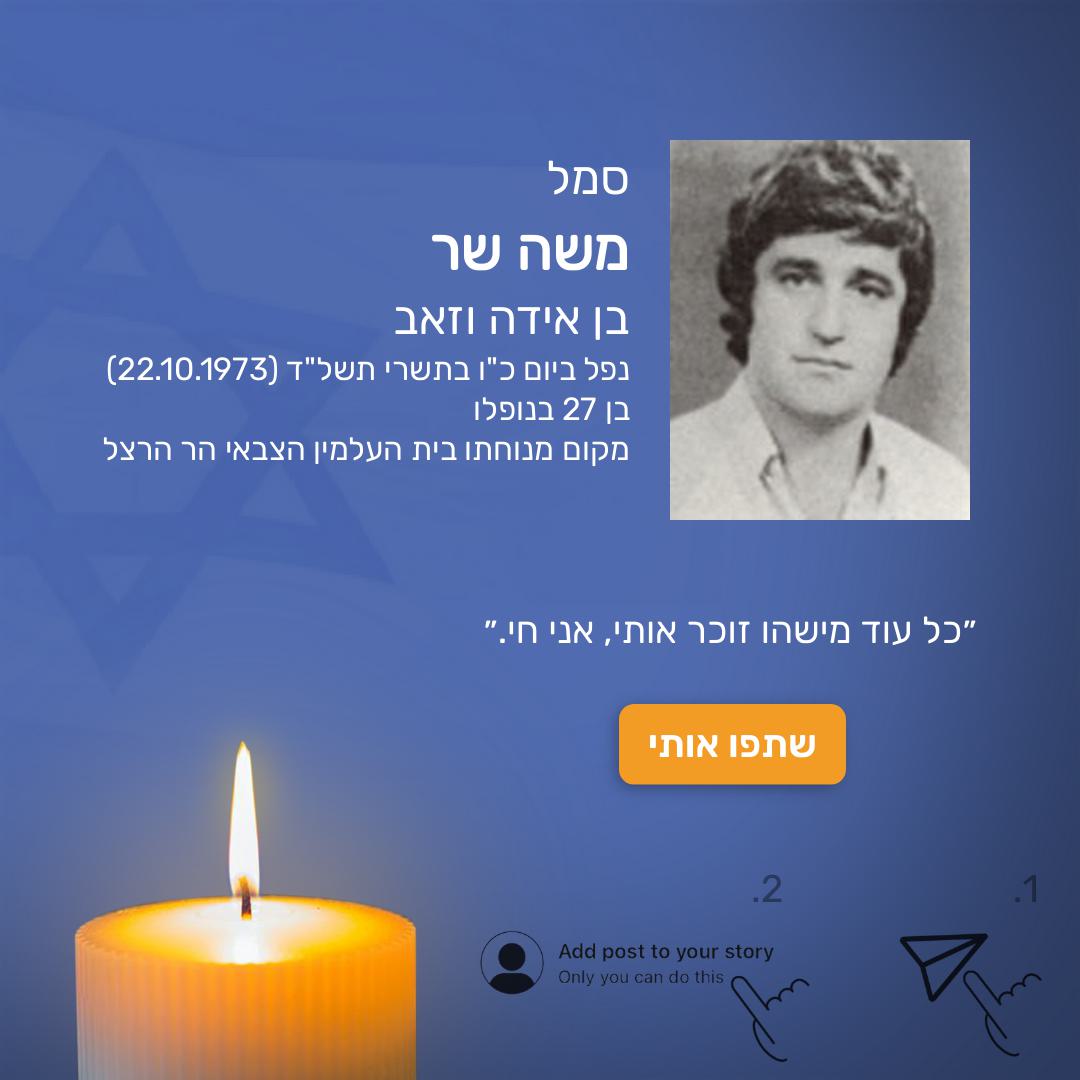 סמל
משה שר
בן אידה וזאב
נפל ביום כ"ו בתשרי תשל"ד (22.10.1973)
בן 27 בנופלו
מקום מנוחתו בית העלמין הצבאי הר הרצל
״כל עוד מישהו זוכר אותי, אני חי.״
שתפו אותי
.1
.2
Add post to your story
Only you can do this